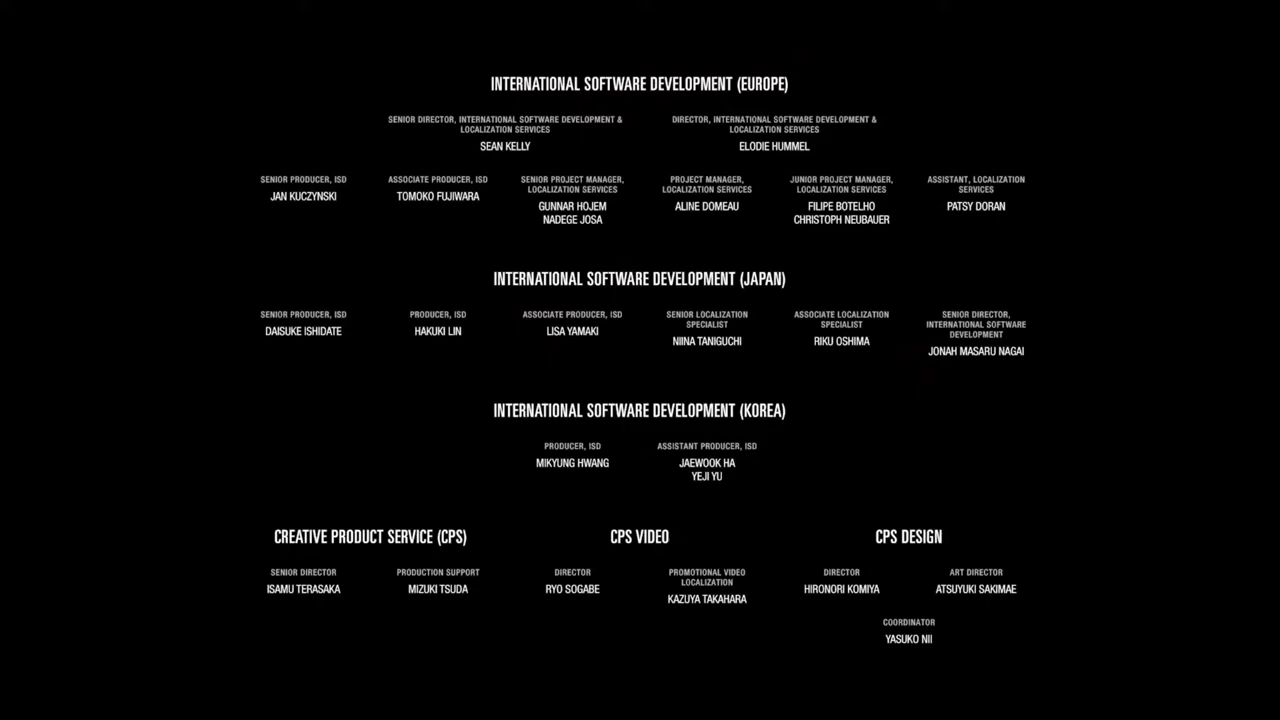 INTERNATIONAL SOFTWARE DEVELOPMENT (EUROPE)
SENIOR DIRECTOR, INTERNATIONAL SOFTWARE DEVELOPMENT &
LOCALIZATION SERVICES
SEAN KELLY
DIRECTOR, INTERNATIONAL SOFTWARE DEVELOPMENT &
LOCALIZATION SERVICES
ELODIE HUMMEL
SENIOR PRODUCER, ISD
JAN KUCZYNSKI
ASSOCIATE PRODUCER, ISD
TOMOKO FUJIWARA
SENIOR PROJECT MANAGER,
LOCALIZATION SERVICES
GUNNAR HOJEM
NADEGE JOSA
PROJECT MANAGER,
LOCALIZATION SERVICES
ALINE DOMEAU
JUNIOR PROJECT MANAGER,
LOCALIZATION SERVICES
FILIPE BOTELHO
CHRISTOPH NEUBAUER
ASSISTANT, LOCALIZATION
SERVICES
PATSY DORAN
INTERNATIONAL SOFTWARE DEVELOPMENT (JAPAN)
SENIOR PRODUCER, ISD
DAISUKE ISHIDATE
PRODUCER, ISD
HAKUKI LIN
ASSOCIATE PRODUCER, ISD
LISA YAMAKI
SENIOR LOCALIZATION
SPECIALIST
NIINA TANIGUCHI
ASSOCIATE LOCALIZATION
SPECIALIST
RIKU OSHIMA
SENIOR DIRECTOR,
INTERNATIONAL SOFTWARE
DEVELOPMENT
JONAH MASARU NAGAI
INTERNATIONAL SOFTWARE DEVELOPMENT (KOREA)
PRODUCER, ISD
MIKYUNG HWANG
ASSISTANT PRODUCER, ISD
JAEWOOK HA
YEJI YU
CREATIVE PRODUCT SERVICE (CPS)
SENIOR DIRECTOR
ISAMU TERASAKA
PRODUCTION SUPPORT
MIZUKI TSUDA
CPS VIDEO
DIRECTOR
RYO SOGABE
PROMOTIONAL VIDEO
LOCALIZATION
KAZUYA TAKAHARA
CPS DESIGN
DIRECTOR
HIRONORI KOMIYA
ART DIRECTOR
ATSUYUKI SAKIMAE
COORDINATOR
YASUKO NII